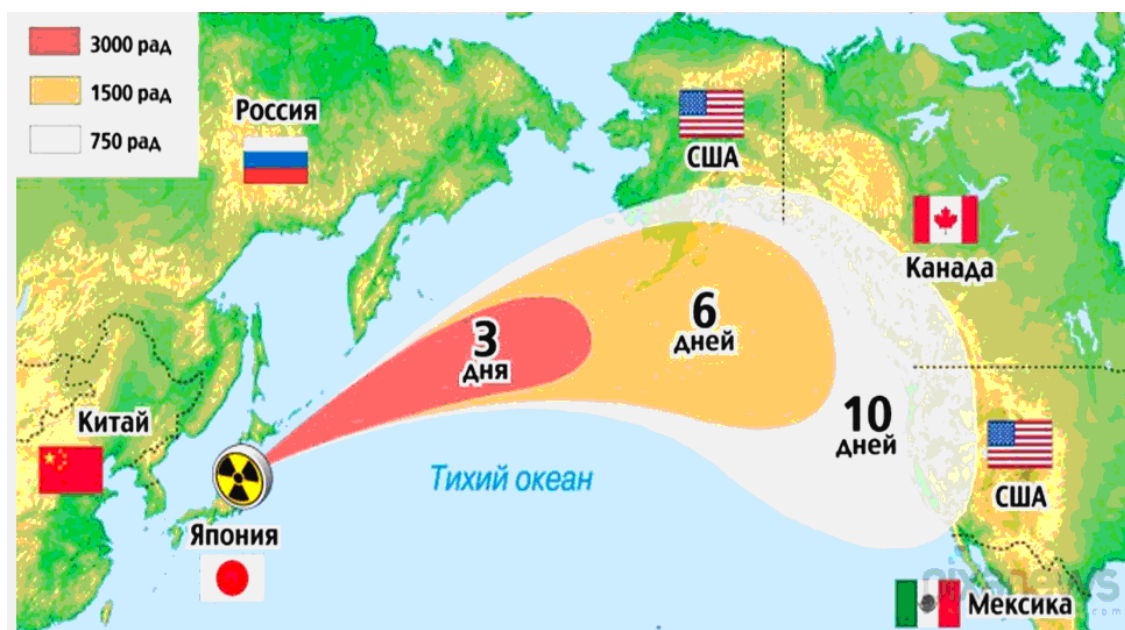 3000 рад
1500 рад
750 рад
Россия
США
Канада
3
дня
6
дней
10
дней
Китай
Тихий океан
США
Япония
Мексика